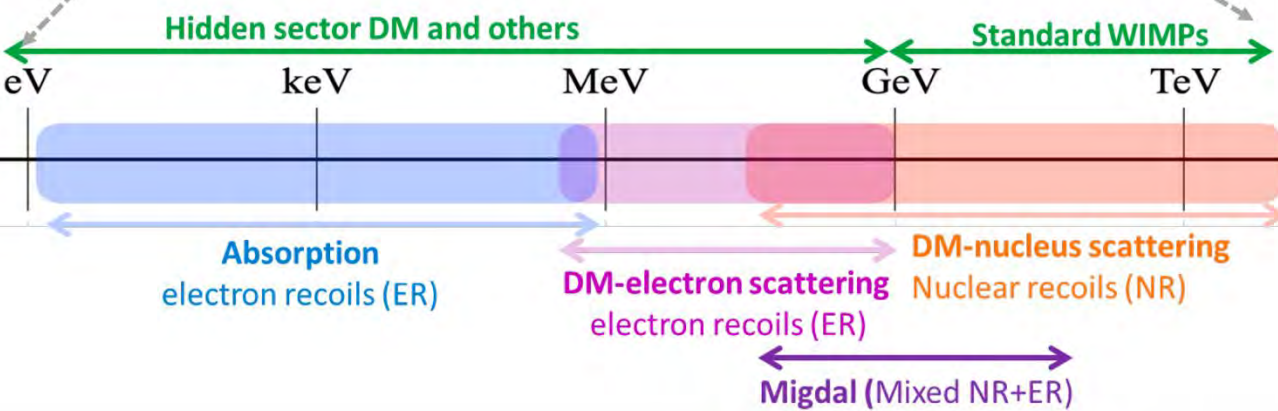 Hidden sector DM and others
Standard WIMPs
eV keV MeV GeV TeV
Absorption
electron recoils (ER)
DM-electron scattering
electron recoils (ER)
DM-nucleus scattering
Nuclear recoils (NR)
Migdal (Mixed NR+ER)